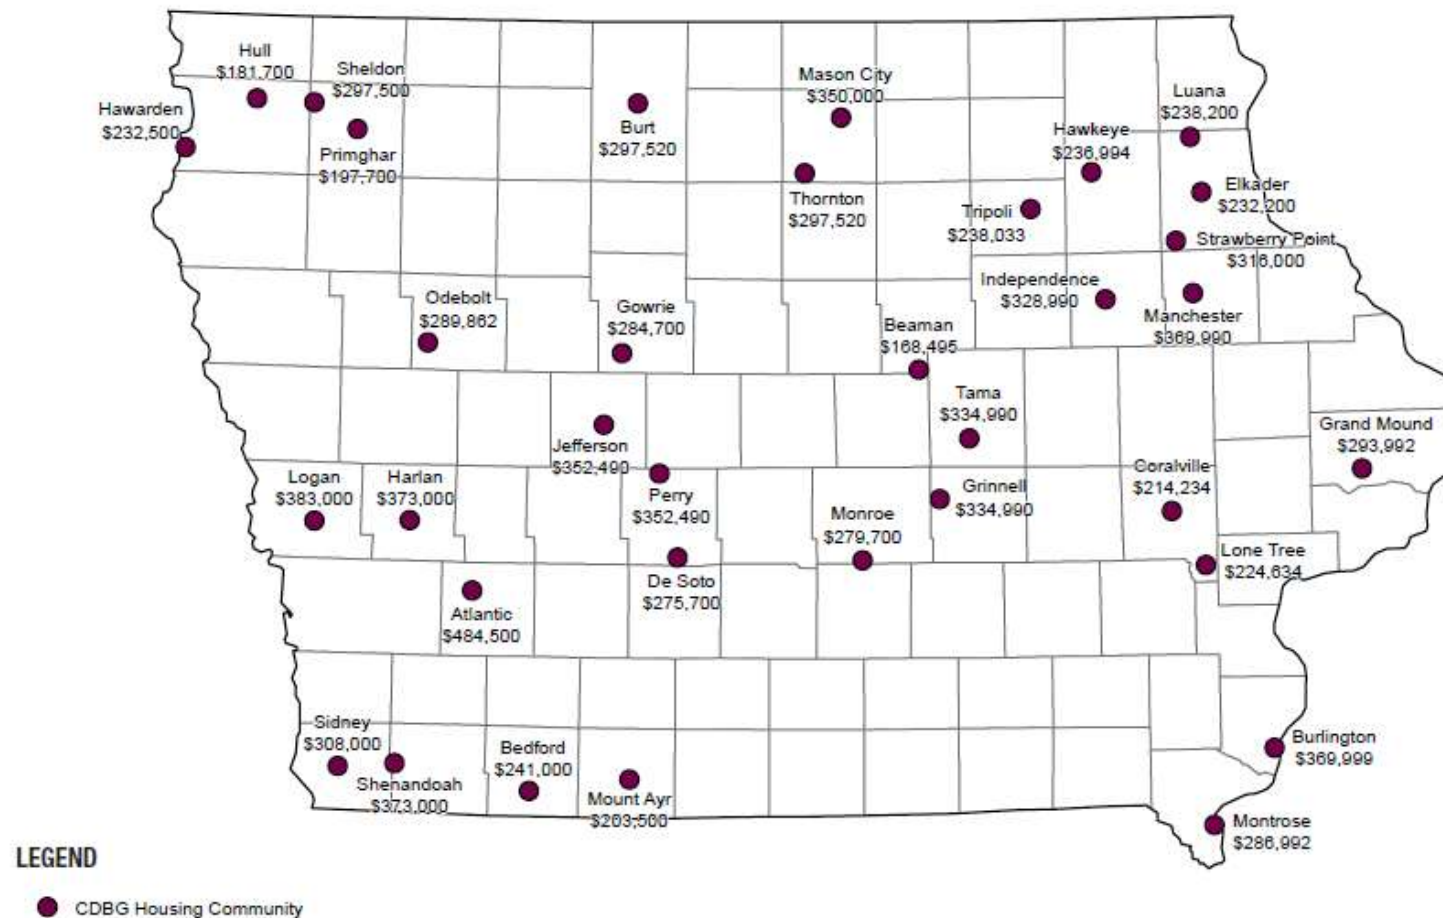 Hull
$181,700
Sheldon
$297,500
Hawarden
$232,500
Primghar
$197,700
Burt
$297,520
Mason City
$350,000
Thornton
$297,520
Luana
$238,200
Hawkeye
$236,994
Elkader
$232,200
Tripoli
$238,033
Strawberry Point
$316,000
Independence
$328,990
Manchester
$369,990
Odebolt
$289,862
Gowrie
$284,700
Beaman
$168,495
Tama
$334,990
Jefferson
$352,490
Grand Mound
$293,992
Logan
$383,000
Harlan
$373,000
Perry
$352,490
Monroe
$279,700
Grinnell
$334,990
Coralville
$214,234
De Soto
$275,700
Lone Tree
$224,634
Atlantic
$484,500
Sidney
$308,000
Shenandoah
$373,000
Bedford
$241,000
Mount Ayr
$203,500
Burlington
$369,999
Montrose
$286,992
LEGEND
CDBG Housing Community